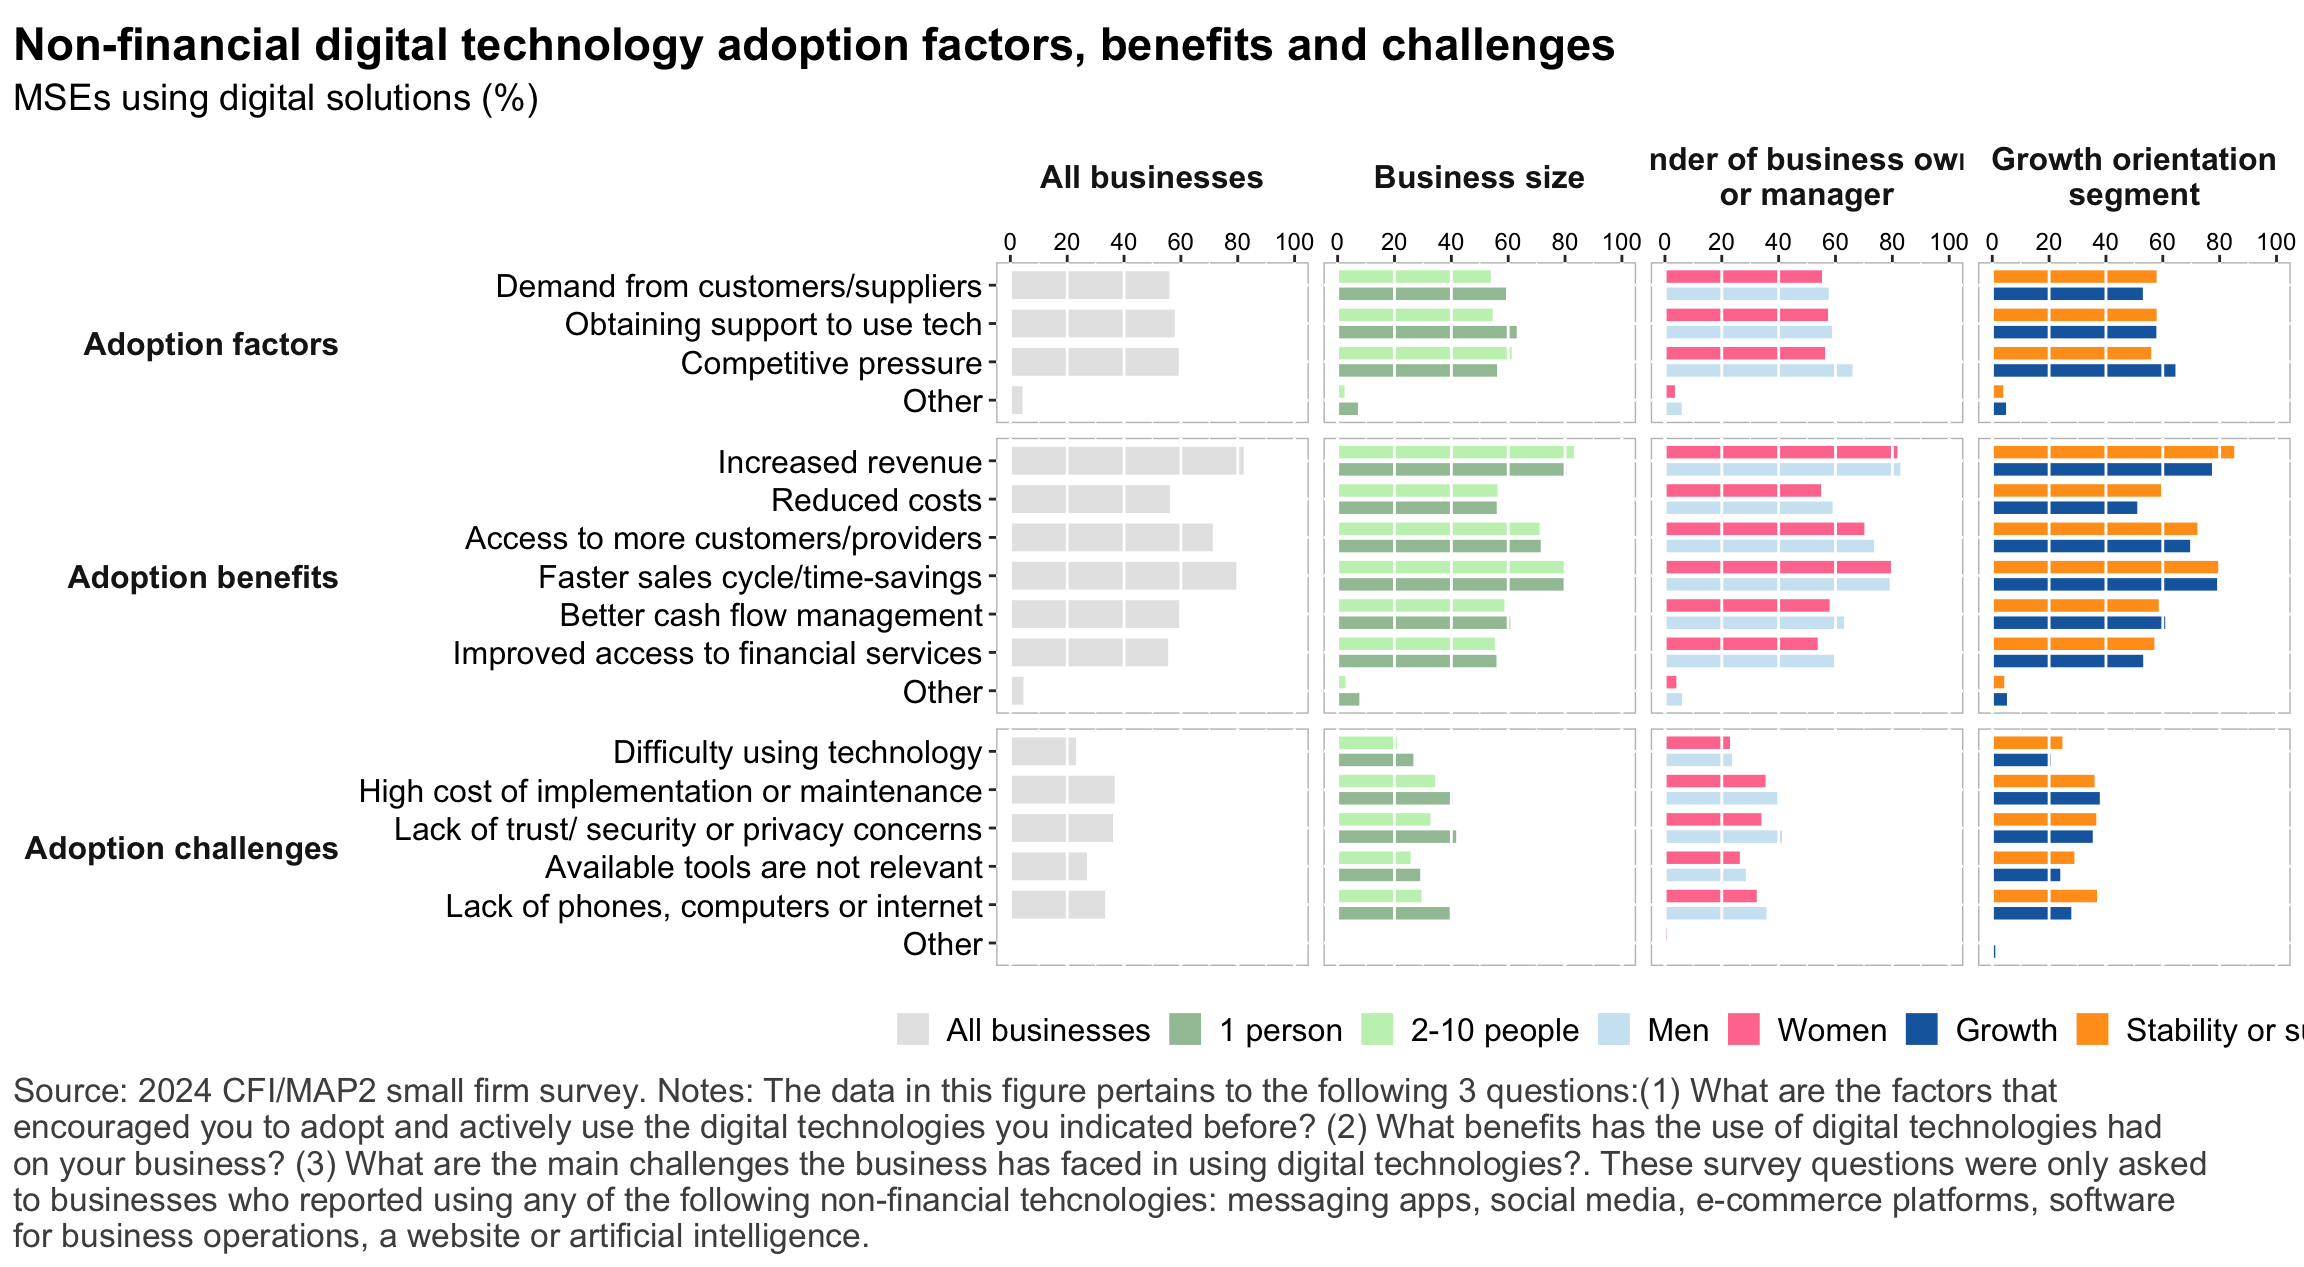 Non-financial digital technology adoption factors, benefits and challenges
MSEs using digital solutions (%)
All businesses
Business size
nder of business ow
or manager
Growth orientation
segment
0 20 40 60 80 100
0 20 40 60 80 100
0 20 40 60 80 100
0 20 40 60 80 100
Adoption factors
Demand from customers/suppliers
Obtaining support to use tech
Competitive pressure
Other
Adoption benefits
Increased revenue
Reduced costs
Access to more customers/providers
Faster sales cycle/time-savings
Better cash flow management
Improved access to financial services
Other
Adoption challenges
Difficulty using technology
High cost of implementation or maintenance
Lack of trust/ security or privacy concerns
Available tools are not relevant
Lack of phones, computers or internet
Other
All businesses 1 person 2-10 people Men Women Growth Stability or su
Source: 2024 CFI/MAP2 small firm survey. Notes: The data in this figure pertains to the following 3 questions:(1) What are the factors that
encouraged you to adopt and actively use the digital technologies you indicated before? (2) What benefits has the use of digital technologies had
on your business? (3) What are the main challenges the business has faced in using digital technologies?. These survey questions were only asked
to businesses who reported using any of the following non-financial tehcnologies: messaging apps, social media, e-commerce platforms, software
for business operations, a website or artificial intelligence.